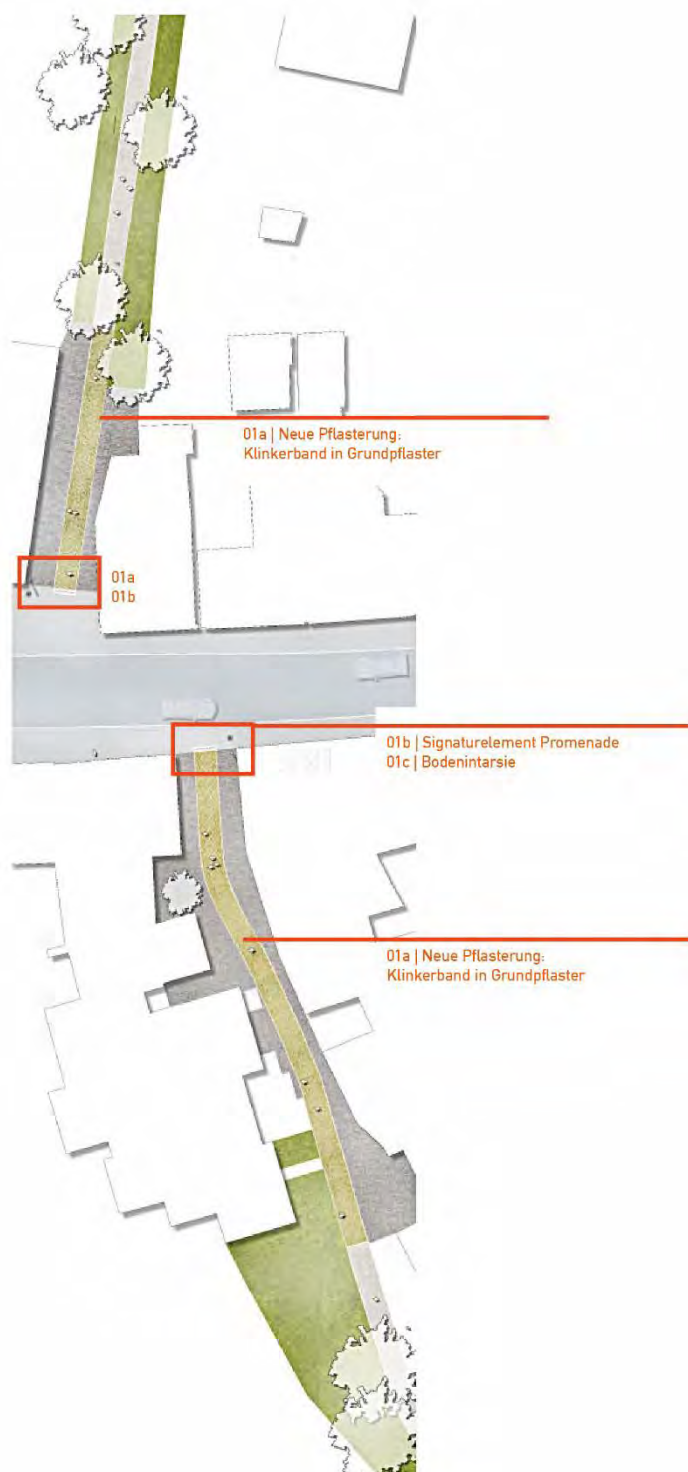 01a | Neue Pflasterung:
Klinkerband in Grundpflaster
01a
01b
01b | Signaturelement Promenade
01c | Bodenintarsie
01a | Neue Pflasterung:
Klinkerband in Grundpflaster